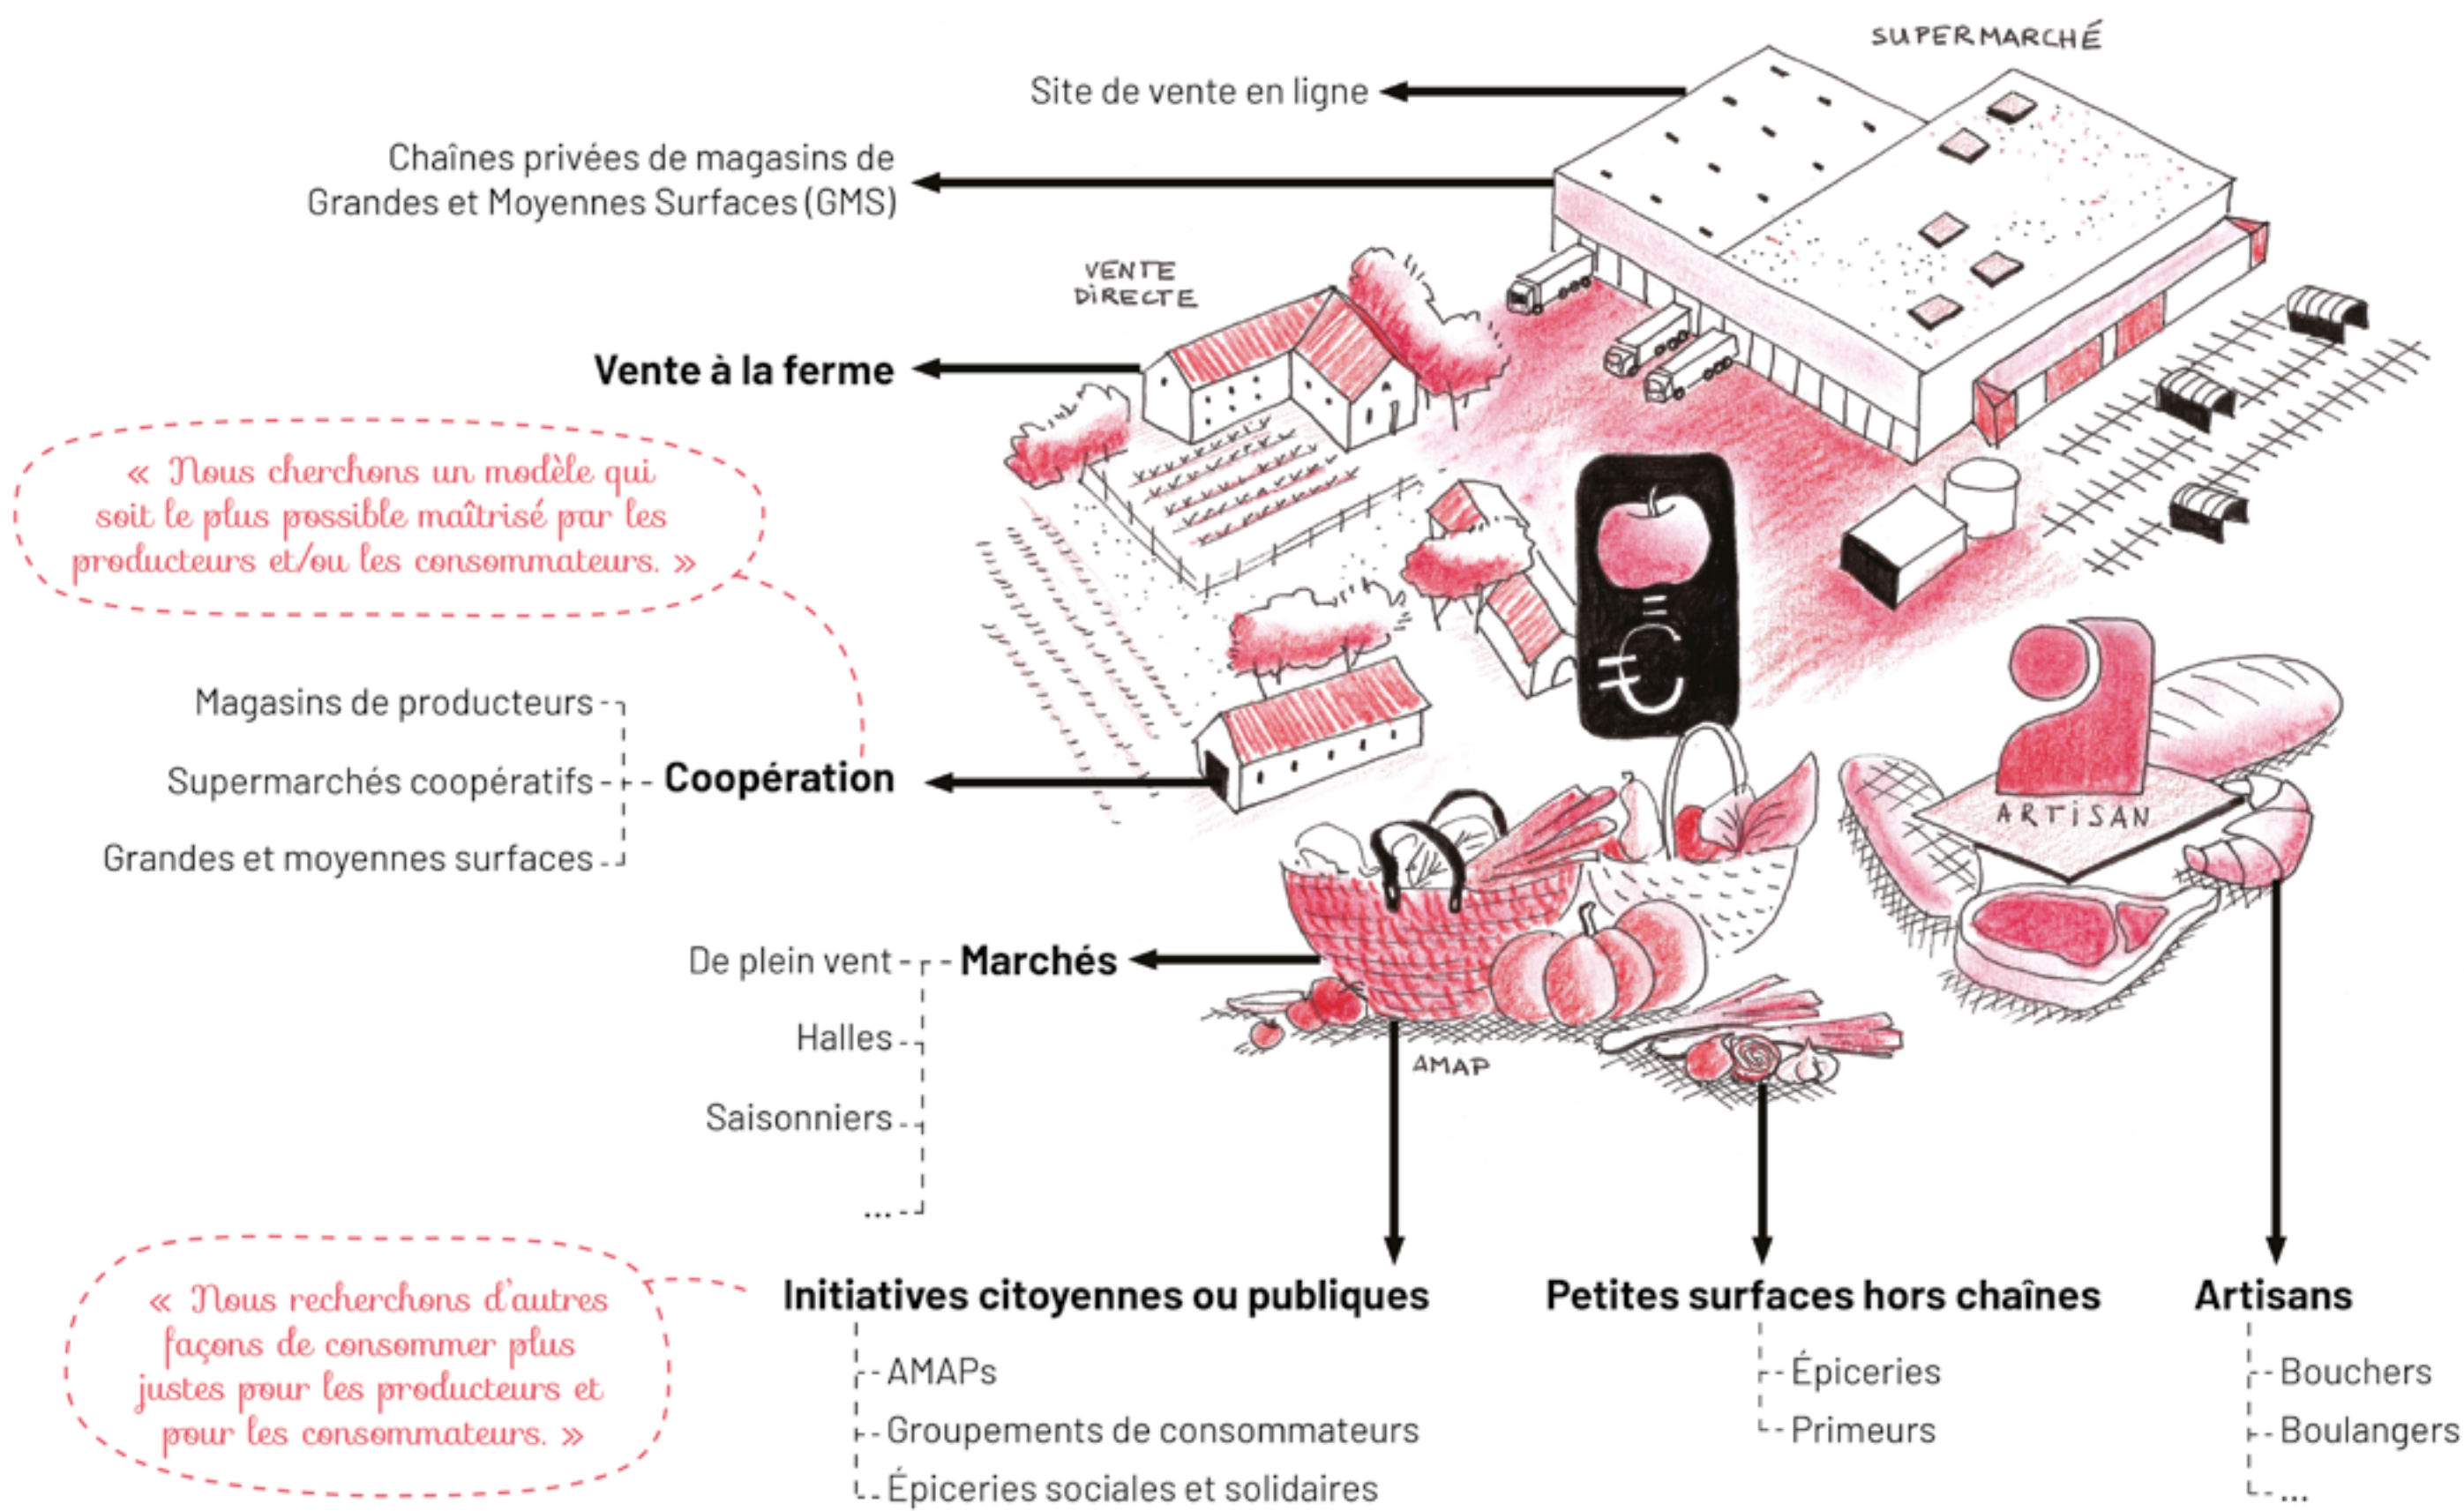 SUPERMARCHÉ
Site de vente en ligne
Chaînes privées de magasins de
Grandes et Moyennes Surfaces (GMS)
VENTE
DIRECTE
Vente à la ferme
« Nous cherchons un modèle qui
soit le plus possible maîtrisé par les
producteurs et/ou les consommateurs. »
=
€
Magasins de producteurs
Supermarchés coopératifs
Coopération
Grandes et moyennes surfaces
ARTISAN
De plein vent
Marchés
Halles
Saisonniers
...
AMAP
« Nous recherchons d'autres
façons de consommer plus
justes pour les producteurs et
pour les consommateurs. »
Initiatives citoyennes ou publiques
AMAPs
Groupements de consommateurs
Épiceries sociales et solidaires
Petites surfaces hors chaînes
Épiceries
Primeurs
Artisans
Bouchers
Boulangers
...